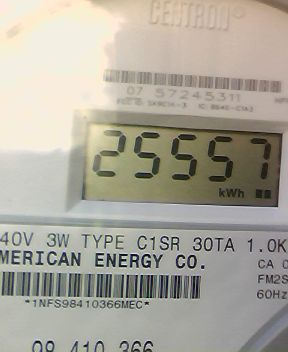 CENTRON®
07 57245311
25557
kWh
40V 3W TYPE C1SR 30TA 1.0K
MERICAN ENERGY CO.
CA 0
FM2S
60Hz
*1NFS98410366MEC*
98 410 366